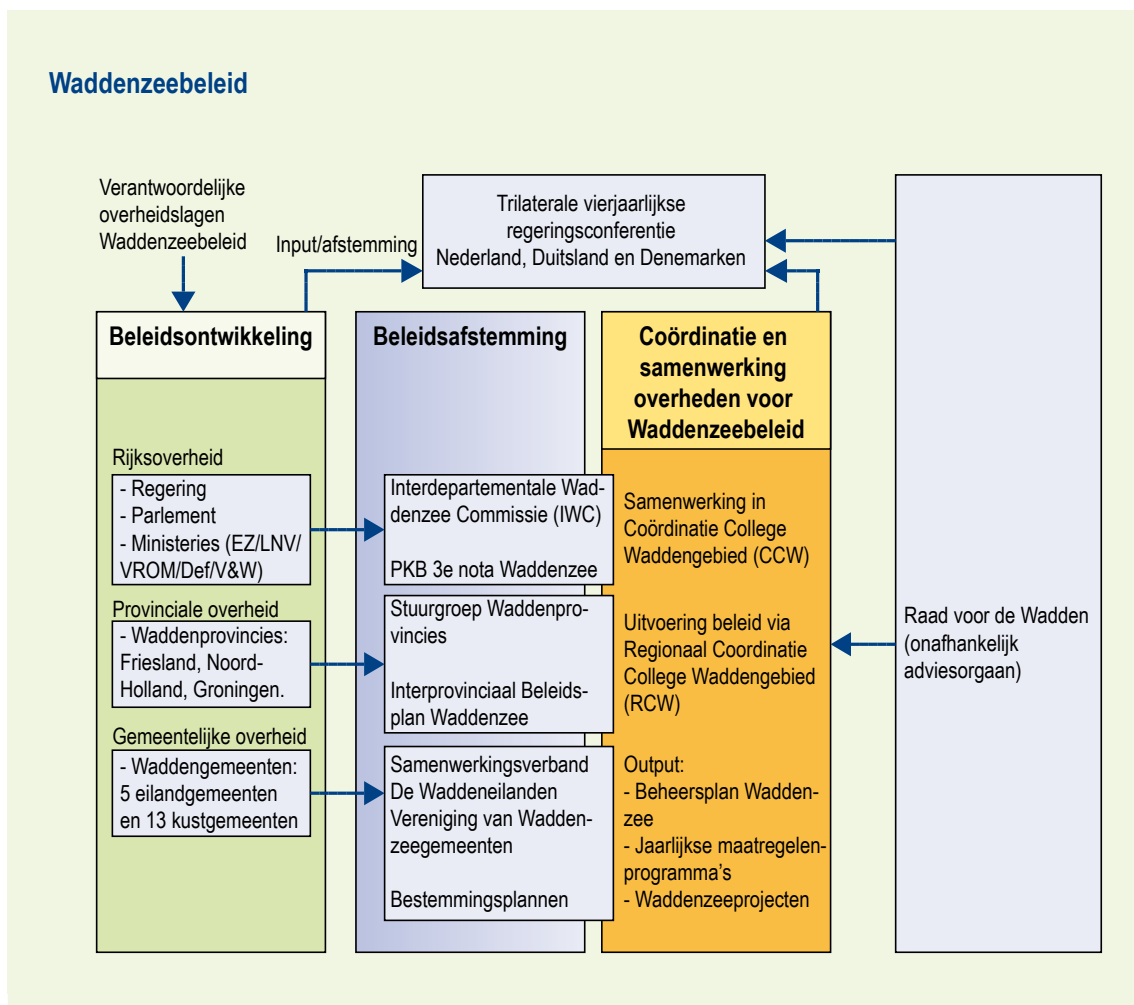 Waddenzeebeleid
Verantwoordelijke
overheidslagen
Waddenzeebeleid
Input/afstemming
Trilaterale vierjaarlijkse
regeringsconferentie
Nederland, Duitsland en Denemarken
Beleidsontwikkeling
Rijksoverheid
- Regering
- Parlement
- Ministeries (EZ/LNV/
VROM/Def/V&W)
Provinciale overheid
- Waddenprovincies:
Friesland, Noord-
Holland, Groningen.
Gemeentelijke overheid
- Waddengemeenten:
5 eilandgemeenten
en 13 kustgemeenten
Beleidsafstemming
Interdepartementale Wad-
denzee Commissie (IWC)
PKB 3e nota Waddenzee
Stuurgroep Waddenpro-
vincies
Interprovinciaal Beleids-
plan Waddenzee
Samenwerkingsverband
De Waddeneilanden
Vereniging van Wadden-
zeegemeenten
Bestemmingsplannen
Coördinatie en
samenwerking
overheden voor
Waddenzeebeleid
Samenwerking in
Coördinatie College
Waddengebied (CCW)
Uitvoering beleid via
Regionaal Coordinatie
College Waddengebied
(RCW)
Output:
- Beheersplan Wadden-
zee
- Jaarlijkse maatregelen-
programma's
- Waddenzeeprojecten
Raad voor de Wadden
(onafhankelijk
adviesorgaan)